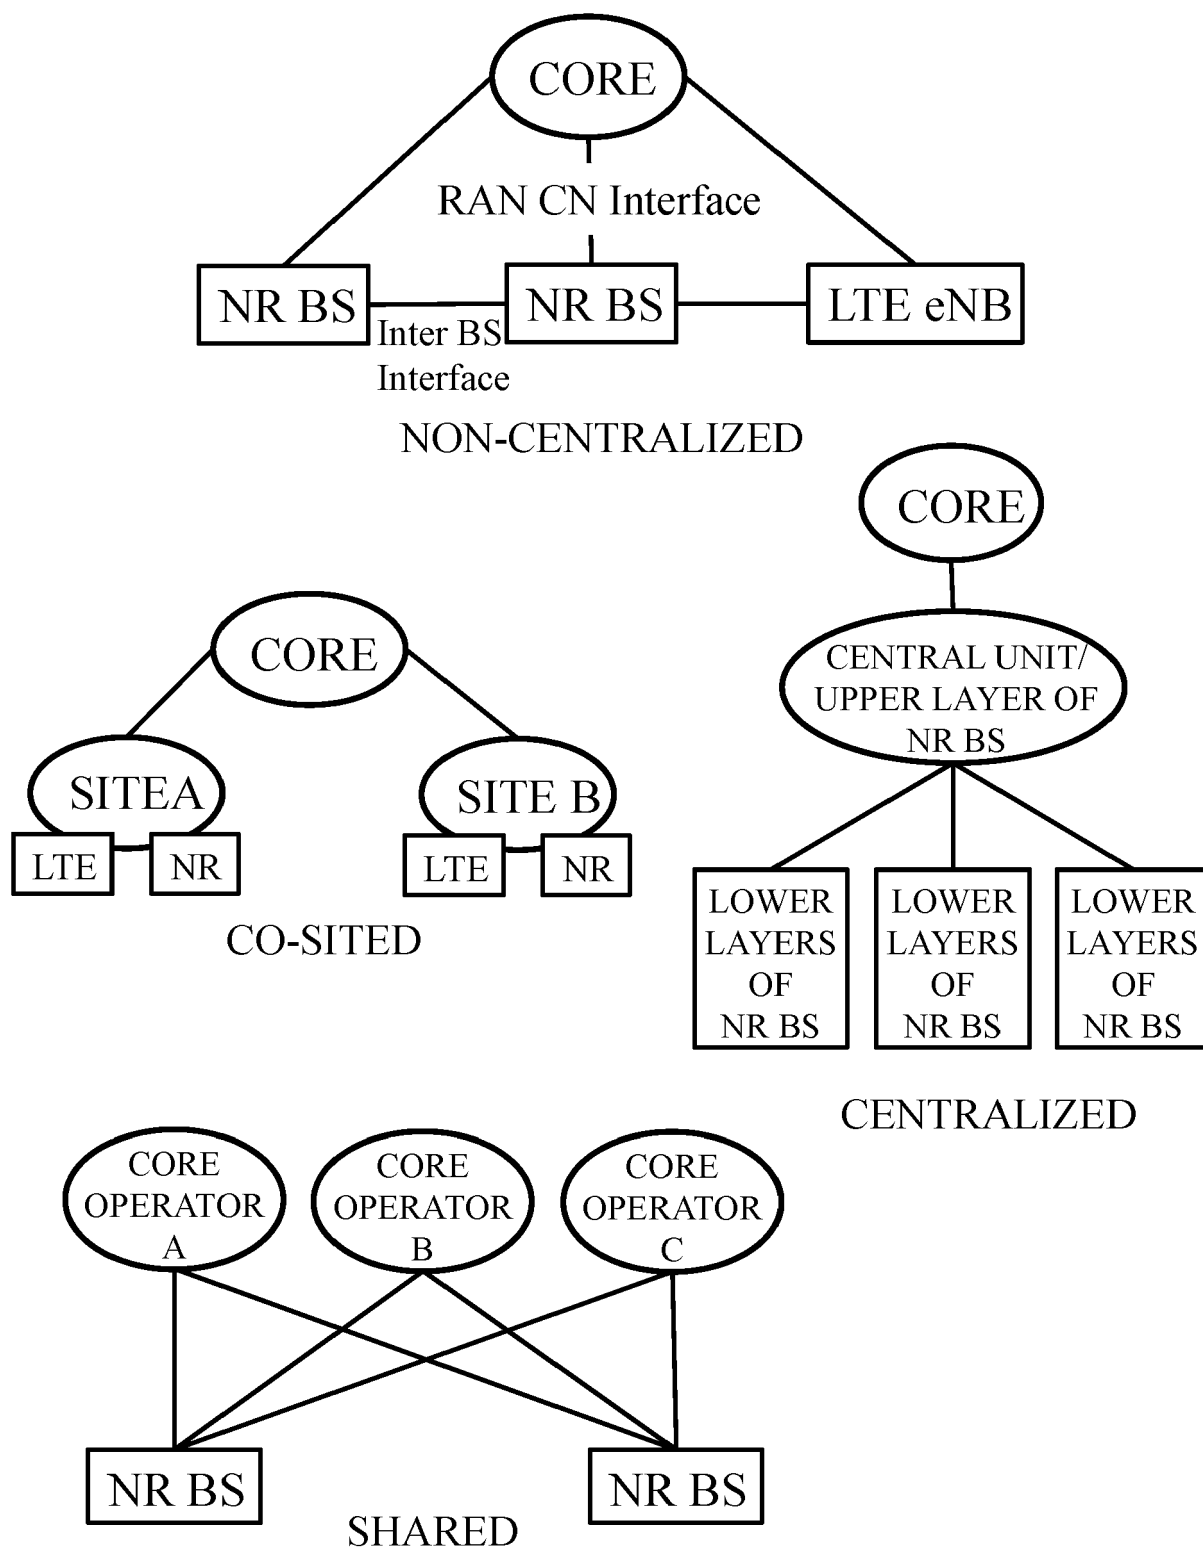 CORE
RAN CN Interface
NR BS
NR BS
LTE eNB
Inter BS
Interface
NON-CENTRALIZED
CORE
CENTRAL UNIT/
UPPER LAYER OF
NR BS
LOWER
LAYERS
OF
NR BS
LOWER
LAYERS
OF
NR BS
LOWER
LAYERS
OF
NR BS
CENTRALIZED
CORE
SITEA
LTE
NR
SITE B
LTE
NR
CO-SITED
CORE
OPERATOR
A
CORE
OPERATOR
B
CORE
OPERATOR
C
NR BS
NR BS
SHARED